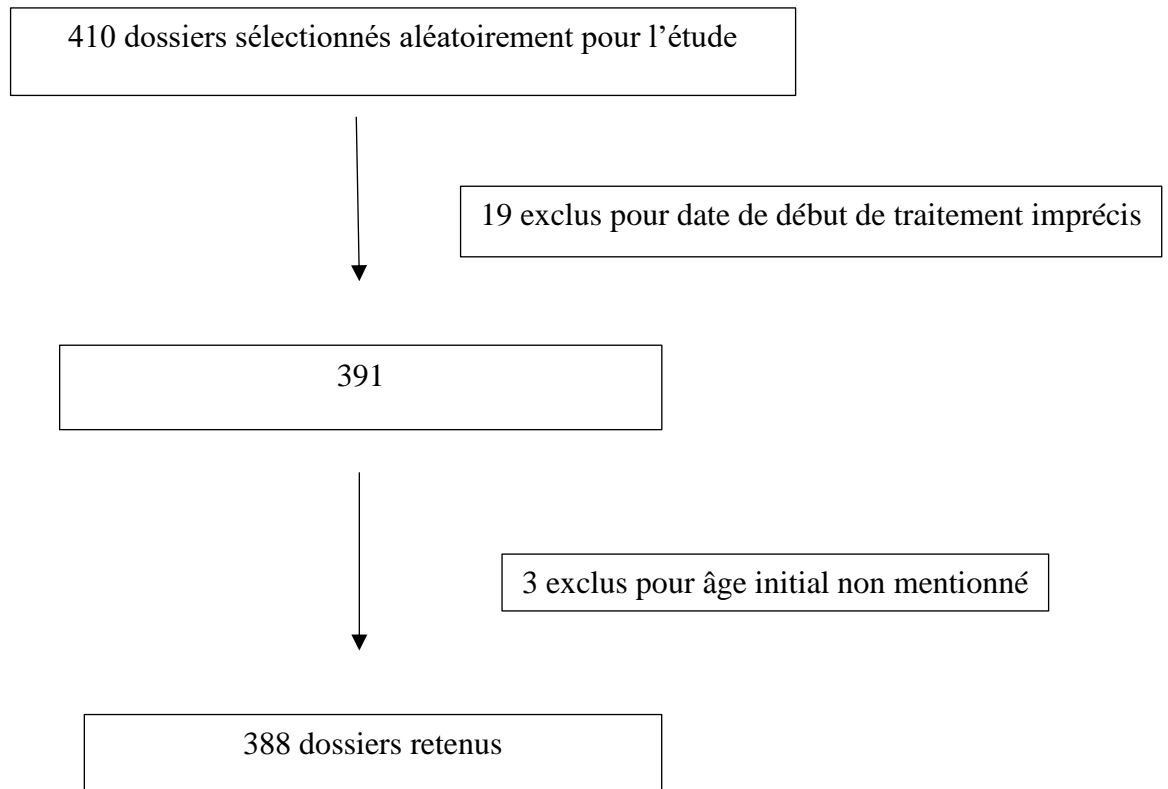 410 dossiers sélectionnés aléatoirement pour l’étude
19 exclus pour date de début de traitement imprécis
391
3 exclus pour âge initial non mentionné
388 dossiers retenus